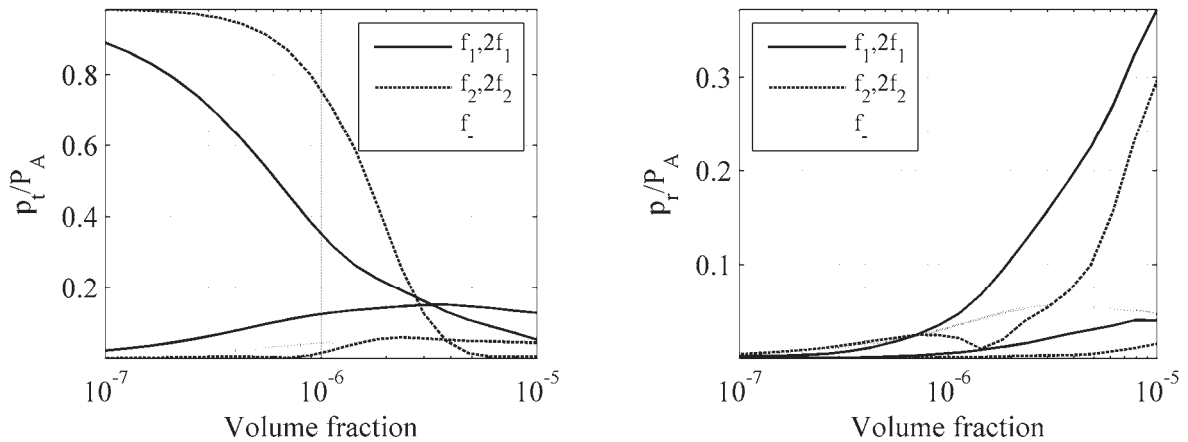 p_t/P_A
0.8
0.6
0.4
0.2
10^-7
10^-6
10^-5
Volume fraction
f_1,2f_1
f_2,2f_2
f_-
p_r/P_A
0.3
0.2
0.1
10^-7
10^-6
10^-5
Volume fraction
f_1,2f_1
f_2,2f_2
f_-